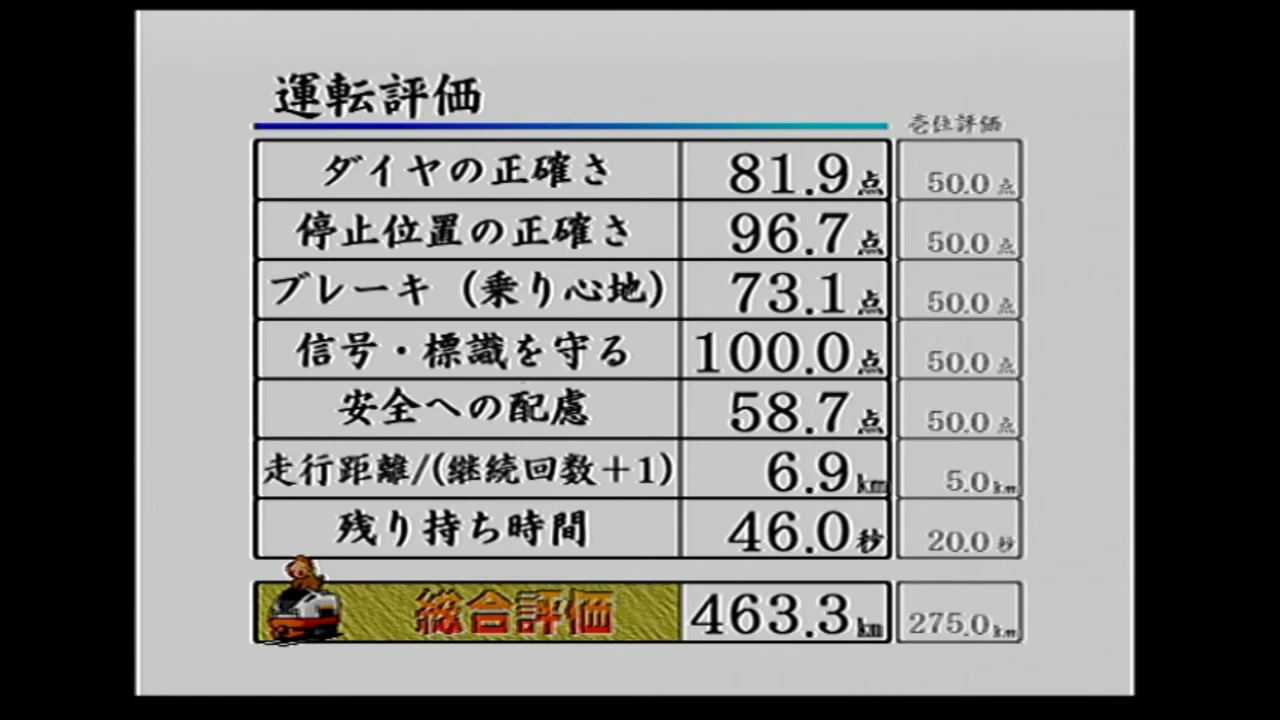 運転評価
壱位評価
ダイヤの正確さ 81.9点 50.0点
停止位置の正確さ 96.7点 50.0点
ブレーキ（乗り心地） 73.1点 50.0点
信号・標識を守る 100.0点 50.0点
安全への配慮 58.7点 50.0点
走行距離/(継続回数＋1) 6.9km 5.0km
残り持ち時間 46.0秒 20.0秒
総合評価 463.3km 275.0km